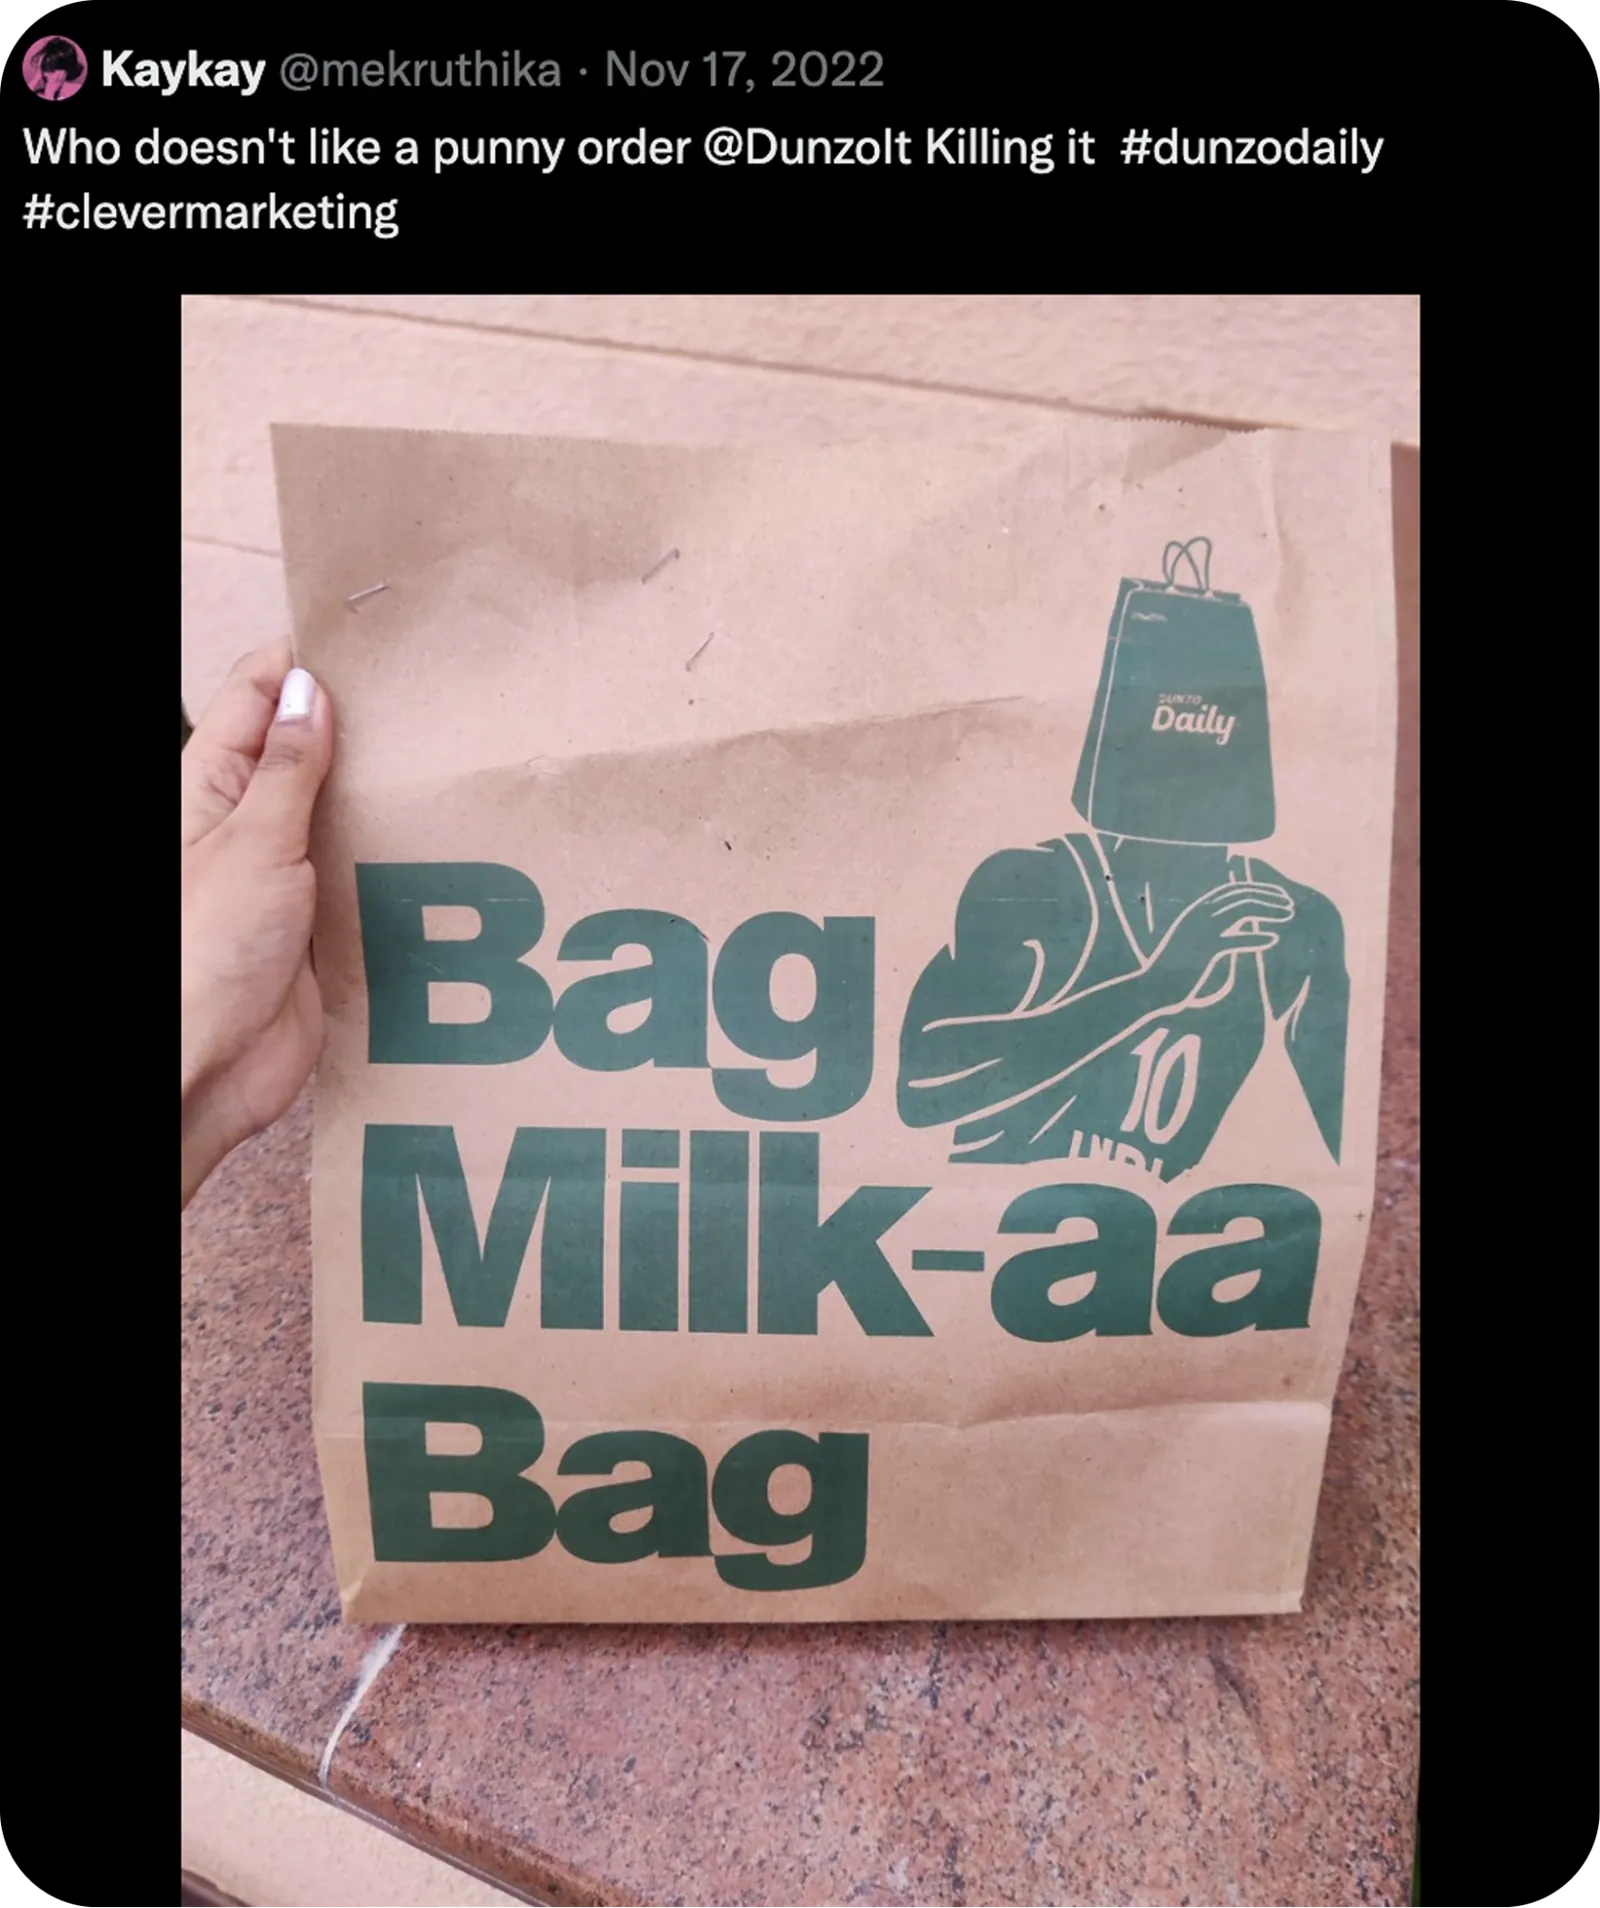 Kaykay @mekruthika · Nov 17, 2022
Who doesn't like a punny order @DunzoIt Killing it #dunzodaily
#clevermarketing
DUNZO
Daily
Bag
10
Milk-aa
Bag